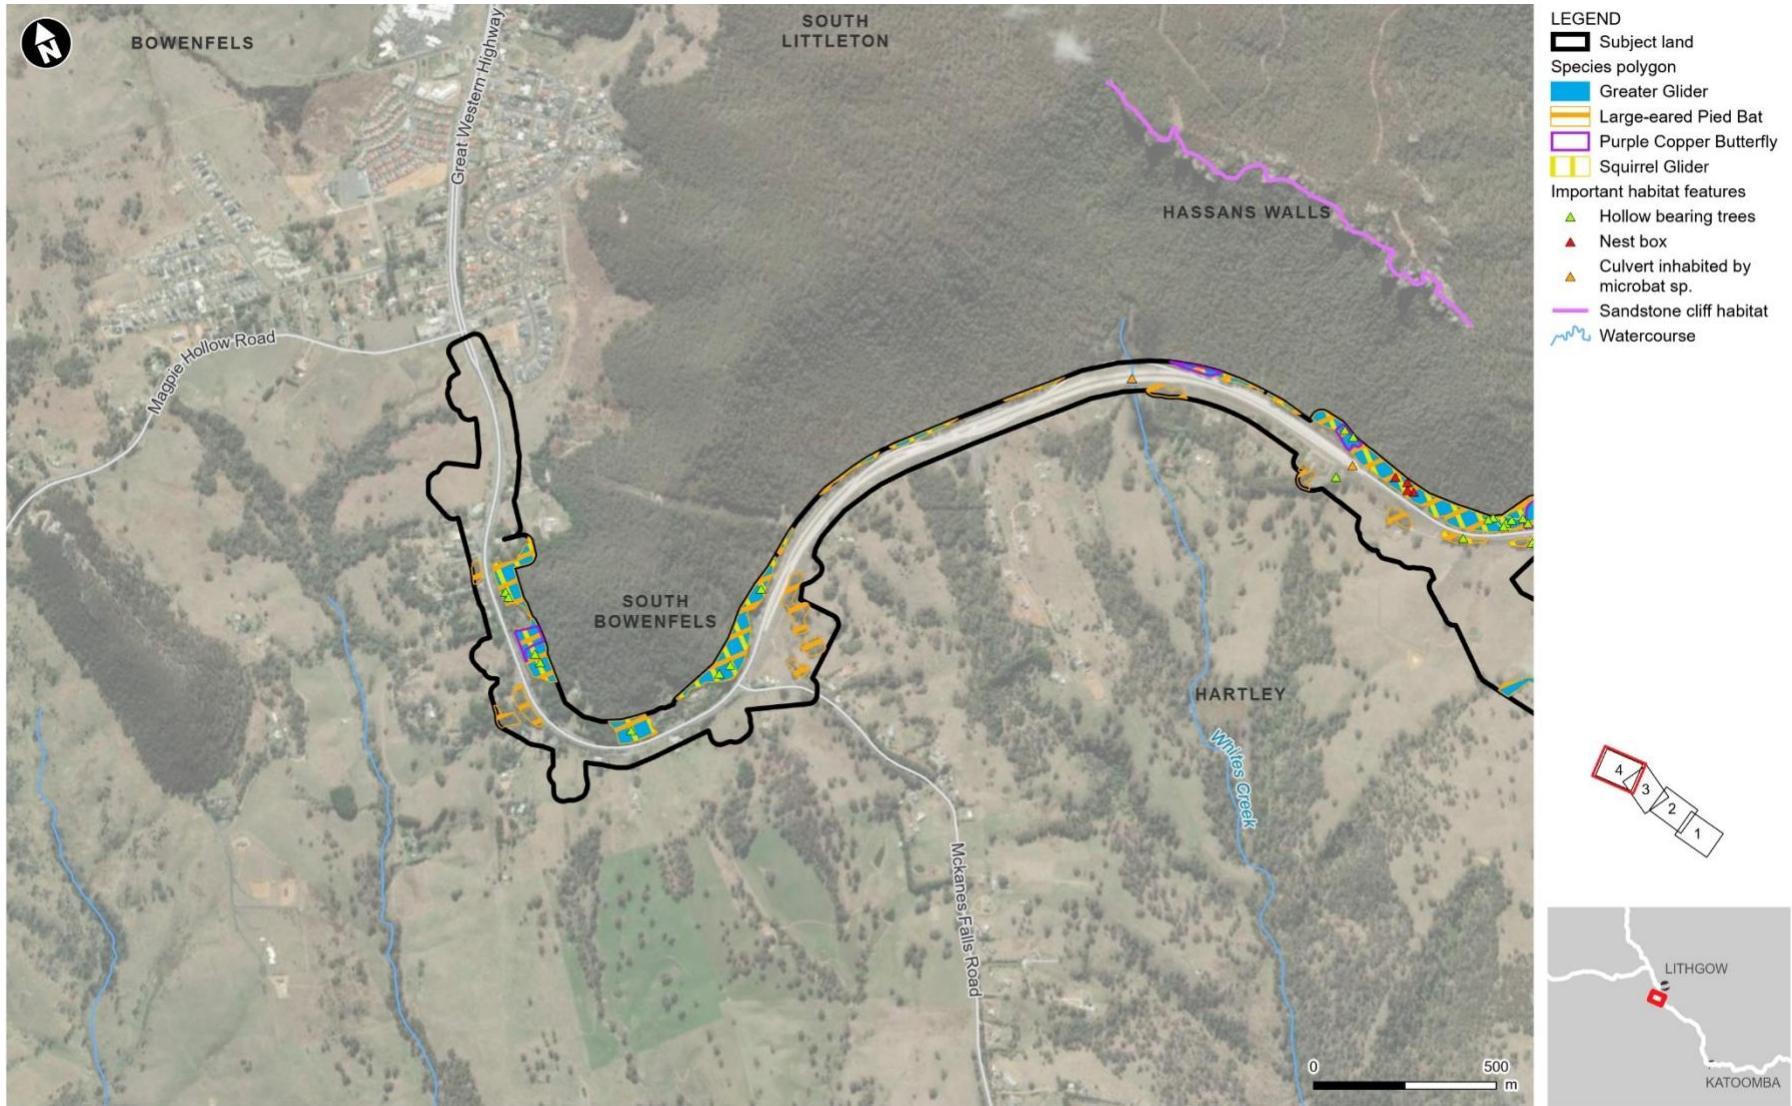 N
BOWENFELS
Great Western Highway
SOUTH
LITTLETON
HASSANS WALLS
Magpie Hollow Road
SOUTH
BOWENFELS
HARTLEY
Whites Creek
Mckanes Falls Road
0 500
m
LEGEND
Subject land
Species polygon
Greater Glider
Large-eared Pied Bat
Purple Copper Butterfly
Squirrel Glider
Important habitat features
Hollow bearing trees
Nest box
Culvert inhabited by
microbat sp.
Sandstone cliff habitat
Watercourse
4
3
2
1
LITHGOW
KATOOMBA